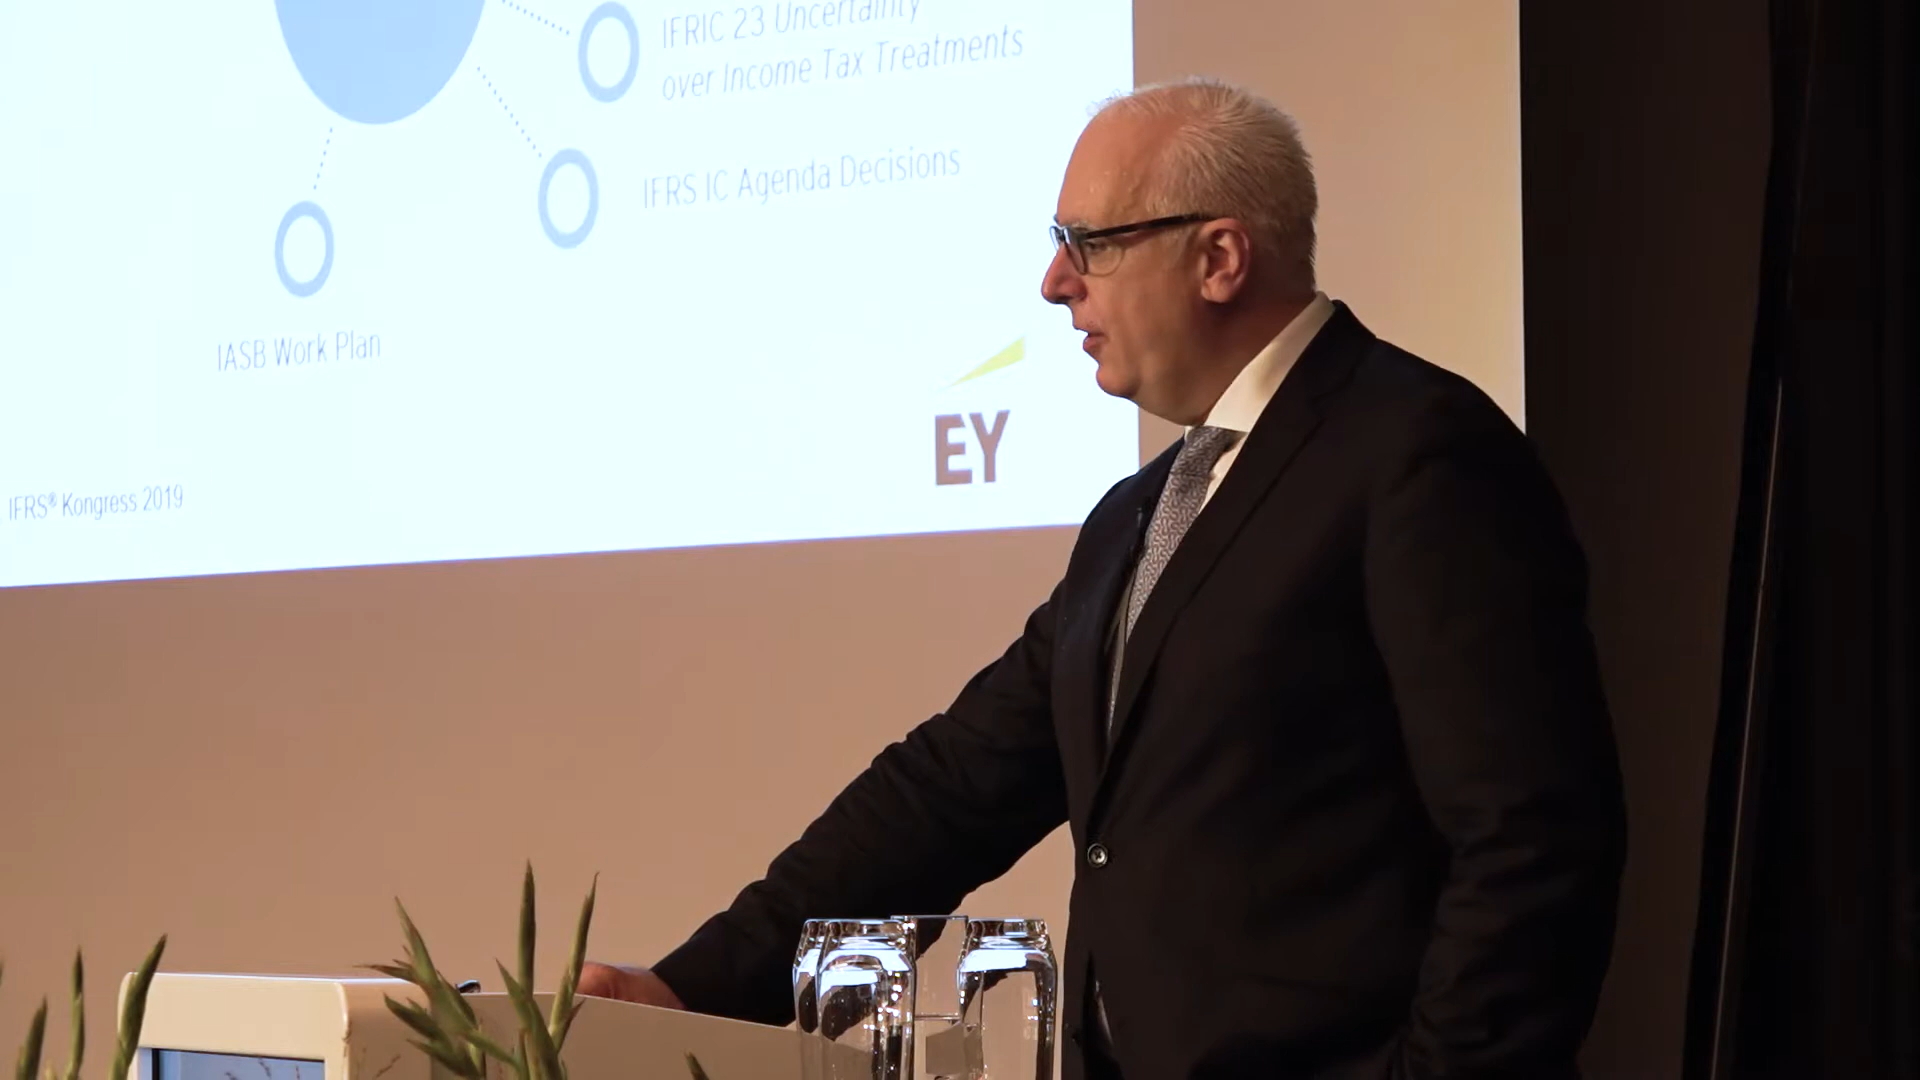 IFRIC 23 Uncertainty
over Income Tax Treatments
IFRS IC Agenda Decisions
IASB Work Plan
EY
IFRS® Kongress 2019